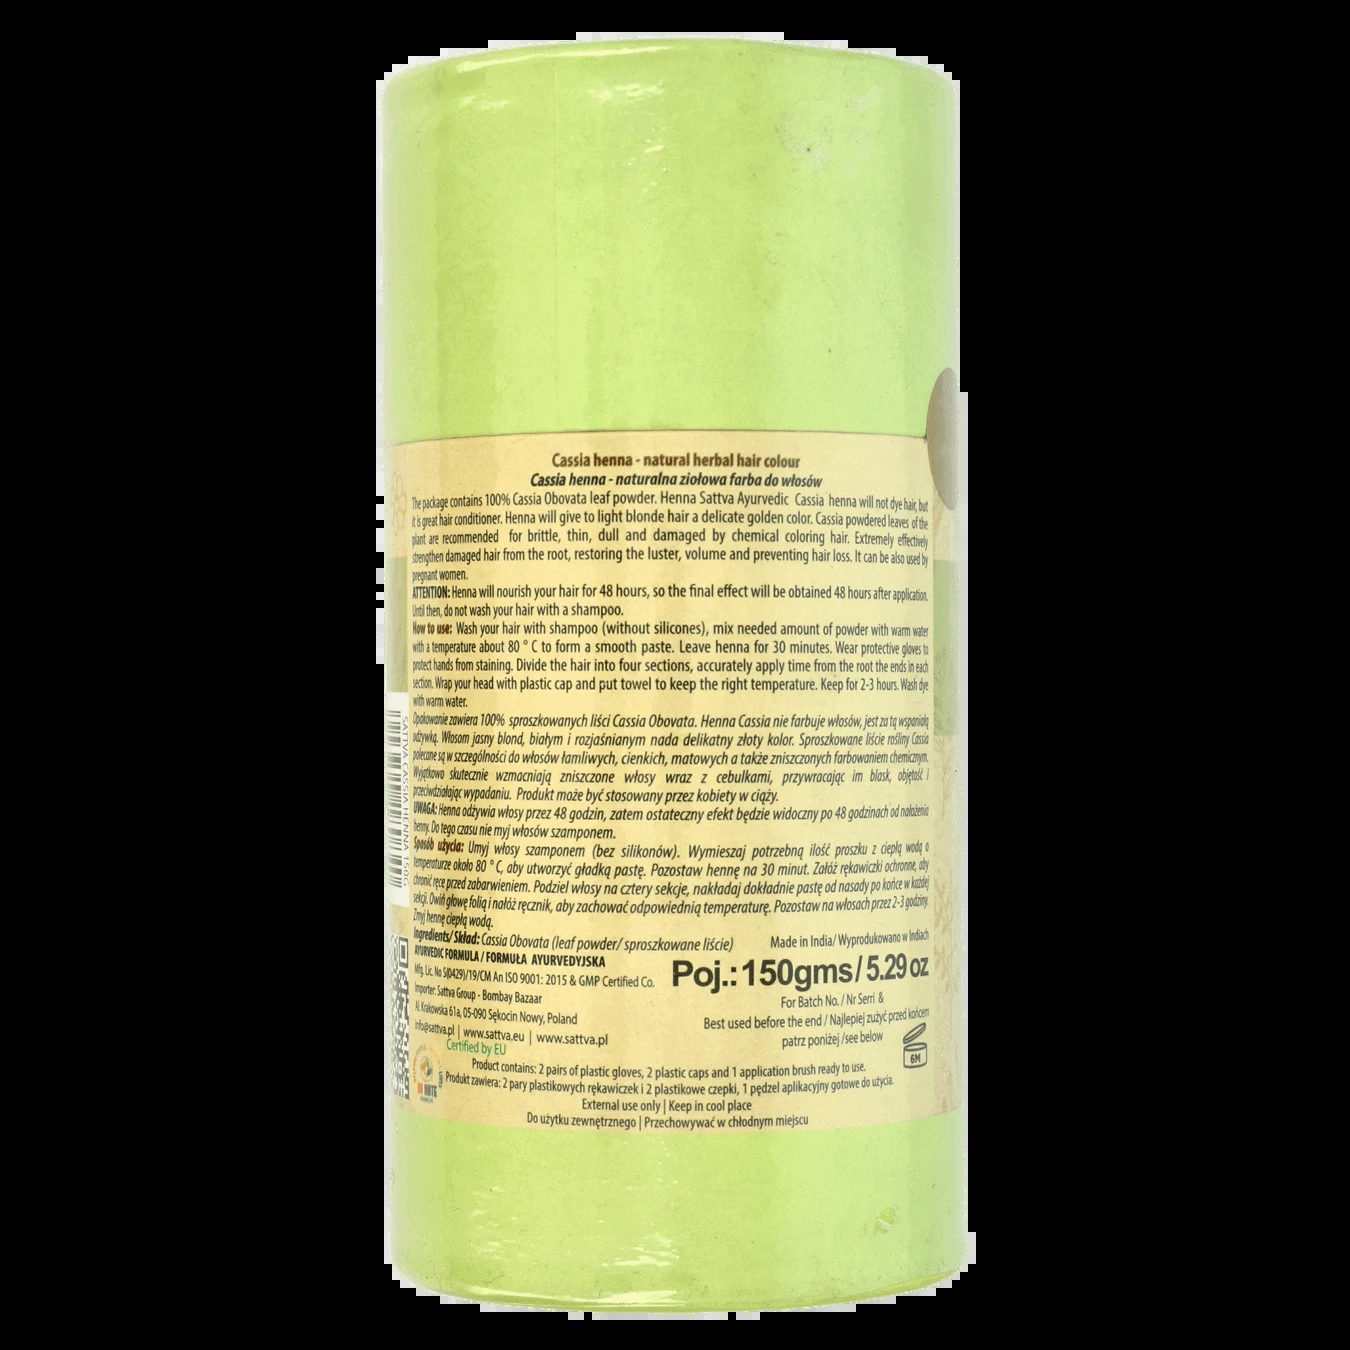 Cassia henna - natural herbal hair colour
Cassia henna - naturalna ziołowa farba do włosów
The package contains 100% Cassia Obovata leaf powder. Henna Sattva Ayurvedic Cassia henna will not dye hair, but
it is great hair conditioner. Henna will give to light blonde hair a delicate golden color. Cassia powdered leaves of the
plant are recommended for brittle, thin, dull and damaged by chemical coloring hair. Extremely effectively
strengthen damaged hair from the root, restoring the luster, volume and preventing hair loss. It can be also used by
pregnant women.
ATTENTION: Henna will nourish your hair for 48 hours, so the final effect will be obtained 48 hours after application.
Until then, do not wash your hair with a shampoo.
How to use: Wash your hair with shampoo (without silicones), mix needed amount of powder with warm water
with a temperature about 80 ° C to form a smooth paste. Leave henna for 30 minutes. Wear protective gloves to
protect hands from staining. Divide the hair into four sections, accurately apply time from the root the ends in each
section. Wrap your head with plastic cap and put towel to keep the right temperature. Keep for 2-3 hours. Wash dye
with warm water.
Opakowanie zawiera 100% sproszkowanych liści Cassia Obovata. Henna Cassia nie farbuje włosów, jest za tą wspaniałą
odżywką. Włosom jasny blond, białym i rozjaśnianym nada delikatny złoty kolor. Sproszkowane liście rośliny Cassia
polecane są w szczególności do włosów łamliwych, cienkich, matowych a także zniszczonych farbowaniem chemicznym.
Wyjątkowo skutecznie wzmacniają zniszczone włosy wraz z cebulkami, przywracając im blask, objętość i
przeciwdziałając wypadaniu. Produkt może być stosowany przez kobiety w ciąży.
UWAGA: Henna odżywia włosy przez 48 godzin, zatem ostateczny efekt będzie widoczny po 48 godzinach od nałożenia
henny. Do tego czasu nie myj włosów szamponem.
Sposób użycia: Umyj włosy szamponem (bez silikonów). Wymieszaj potrzebną ilość proszku z ciepłą wodą o
temperaturze około 80 ° C, aby utworzyć gładką pastę. Pozostaw hennę na 30 minut. Załóż rękawiczki ochronne, aby
chronić ręce przed zabarwieniem. Podziel włosy na cztery sekcje, nakładaj dokładnie pastę od nasady po końce w każdej
sekcji. Owiń głowę folią i nałóż ręcznik, aby zachować odpowiednią temperaturę. Pozostaw na włosach przez 2-3 godziny.
Zmyj hennę ciepłą wodą.
Ingredients/ Skład: Cassia Obovata (leaf powder/ sproszkowane liście)
Made in India/ Wyprodukowano w Indiach
AYURVEDIC FORMULA / FORMUŁA AYURVEDYJSKA
Mfg. Lic. No S(0429)/19/CM An ISO 9001: 2015 & GMP Certified Co.
Poj.: 150gms/ 5.29 oz
Importer: Sattva Group - Bombay Bazaar
Al. Krakowska 61a, 05-090 Sękocin Nowy, Poland
Info@sattva.pl | www.sattva.eu | www.sattva.pl
For Batch No. / Nr Serri &
Best used before the end / Najlepiej zużyć przed końcem
patrz poniżej /see below
6M
Certified by EU
Product contains: 2 pairs of plastic gloves, 2 plastic caps and 1 application brush ready to use.
Produkt zawiera: 2 pary plastikowych rękawiczek i 2 plastikowe czepki, 1 pędzel aplikacyjny gotowe do użycia.
External use only | Keep in cool place
Do użytku zewnętrznego | Przechowywać w chłodnym miejscu
SATTVA CASSIA HENNA 150G